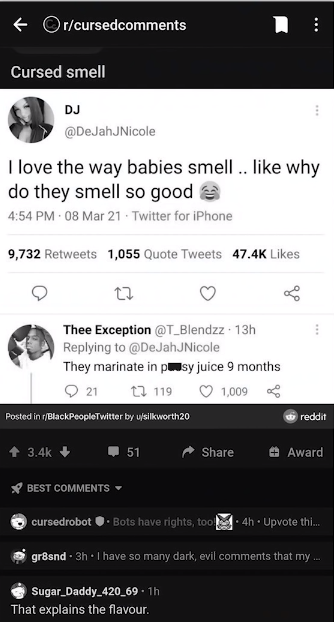 r/cursedcomments
Cursed smell
DJ
@DeJahJNicole
I love the way babies smell .. like why
do they smell so good
4:54 PM · 08 Mar 21 · Twitter for iPhone
9,732 Retweets 1,055 Quote Tweets 47.4K Likes
Thee Exception @T_Blendzz · 13h
Replying to @DeJahJNicole
They marinate in p sy juice 9 months
21 119 1,009
Posted in r/BlackPeopleTwitter by u/silkworth20 reddit
3.4k 51 Share Award
BEST COMMENTS
cursedrobot · Bots have rights, too! · 4h · Upvote thi...
gr8snd · 3h · I have so many dark, evil comments that my ...
Sugar_Daddy_420_69 · 1h
That explains the flavour.